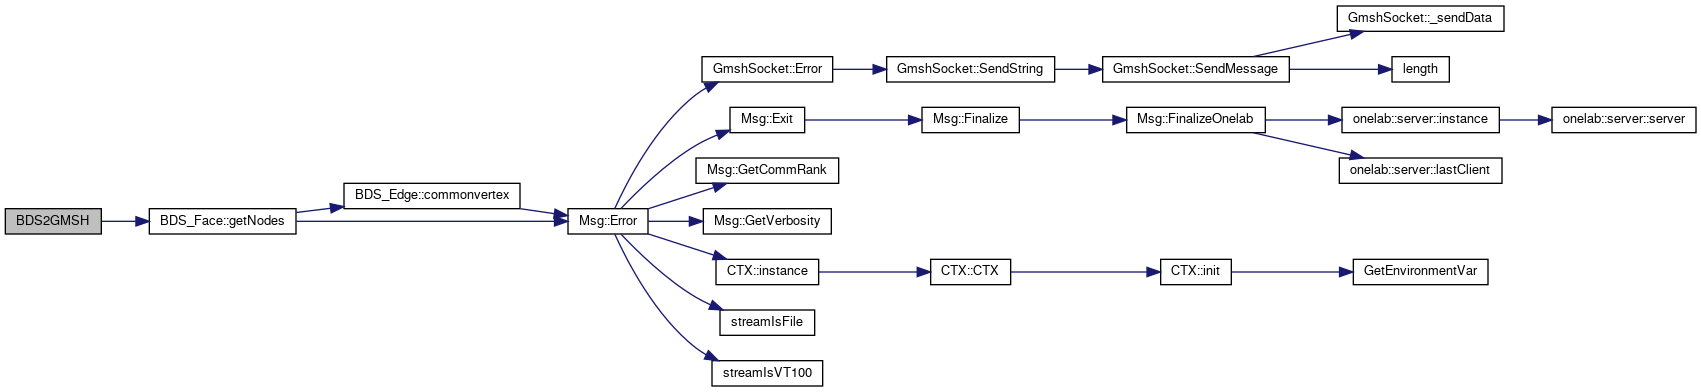 GmshSocket::_sendData
GmshSocket::Error
GmshSocket::SendString
GmshSocket::SendMessage
length
Msg::Exit
Msg::Finalize
Msg::FinalizeOnelab
onelab::server::instance
onelab::server::server
Msg::GetCommRank
onelab::server::lastClient
BDS_Edge::commonvertex
BDS2GMSH
BDS_Face::getNodes
Msg::Error
Msg::GetVerbosity
CTX::instance
CTX::CTX
CTX::init
GetEnvironmentVar
streamIsFile
streamIsVT100